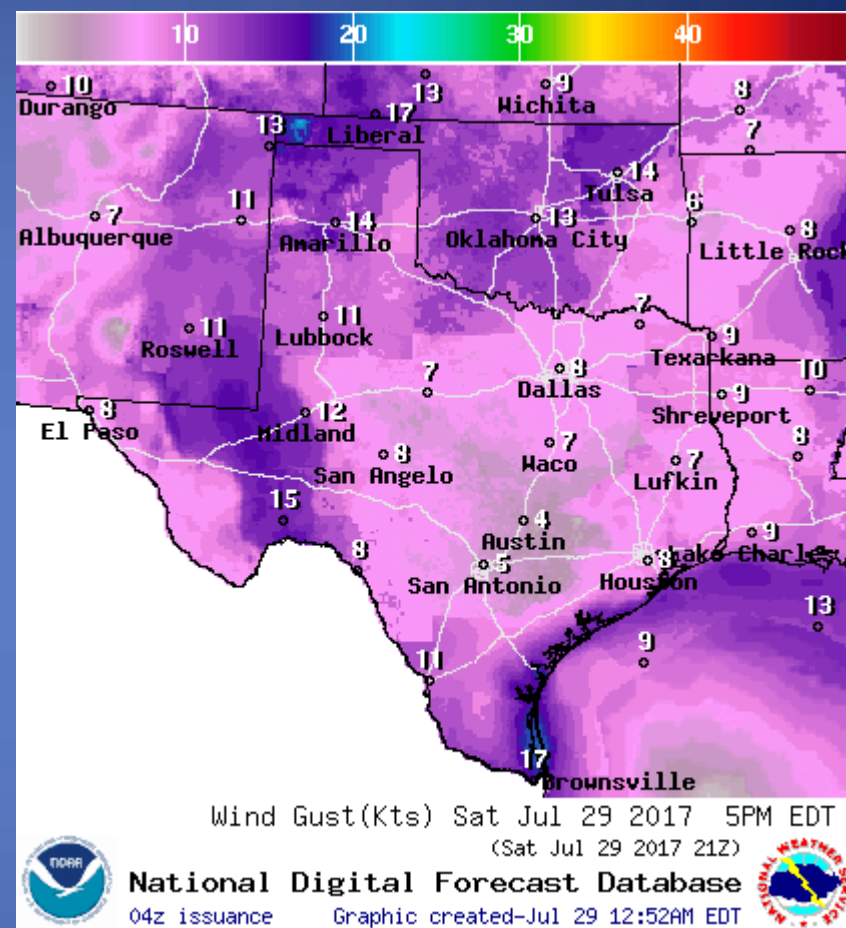 10 20 30 40
10 13 9 8
Durango Wichita
17 7
13 Liberal
14
Tulsa
7 11 14 13 6 8
Albuquerque Amarillo Oklahoma City Little Rock
11 11 7 9
Roswell Lubbock Texarkana
7 8 10
Dallas 9
8 12 Shreveport
El Paso Midland
8 7 7 8
San Angelo Waco Lufkin
15 4 9
Austin
8 5 8 Lake Charles
San Antonio Houston
13
9
11
17
Brownsville
Wind Gust(Kts) Sat Jul 29 2017 5PM EDT
(Sat Jul 29 2017 21Z)
National Digital Forecast Database
04z issuance Graphic created-Jul 29 12:52AM EDT
NOAA
NATIONAL WEATHER SERVICE